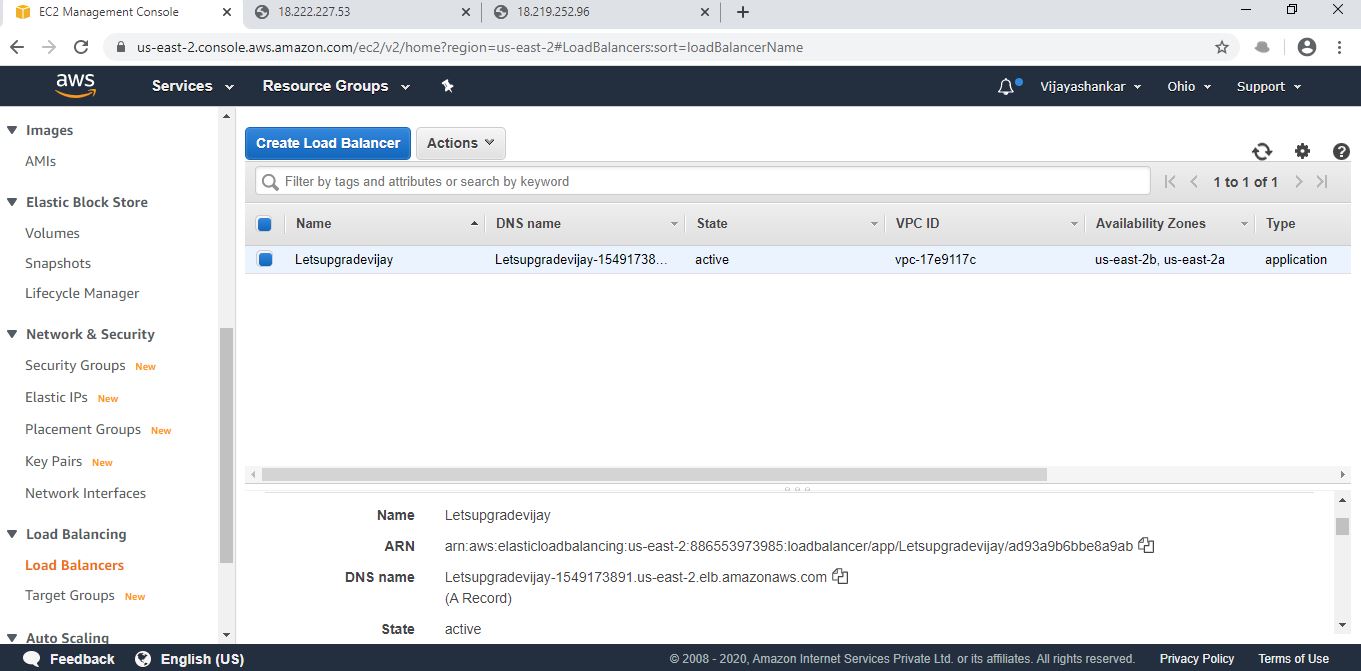 EC2 Management Console
18.222.227.53
18.219.252.96
us-east-2.console.aws.amazon.com/ec2/v2/home?region=us-east-2#LoadBalancers:sort=loadBalancerName
aws Services Resource Groups Vijayashankar Ohio Support
Images
AMIs
Elastic Block Store
Volumes
Snapshots
Lifecycle Manager
Network & Security
Security Groups New
Elastic IPs New
Placement Groups New
Key Pairs New
Network Interfaces
Load Balancing
Load Balancers
Target Groups New
Auto Scaling
Create Load Balancer Actions
Filter by tags and attributes or search by keyword 1 to 1 of 1
Name DNS name State VPC ID Availability Zones Type
Letsupgradevijay Letsupgradevijay-15491738... active vpc-17e9117c us-east-2b, us-east-2a application
Name Letsupgradevijay
ARN arn:aws:elasticloadbalancing:us-east-2:886553973985:loadbalancer/app/Letsupgradevijay/ad93a9b6bbe8a9ab
DNS name Letsupgradevijay-1549173891.us-east-2.elb.amazonaws.com
(A Record)
State active
Feedback English (US) © 2008 - 2020, Amazon Internet Services Private Ltd. or its affiliates. All rights reserved. Privacy Policy Terms of Use